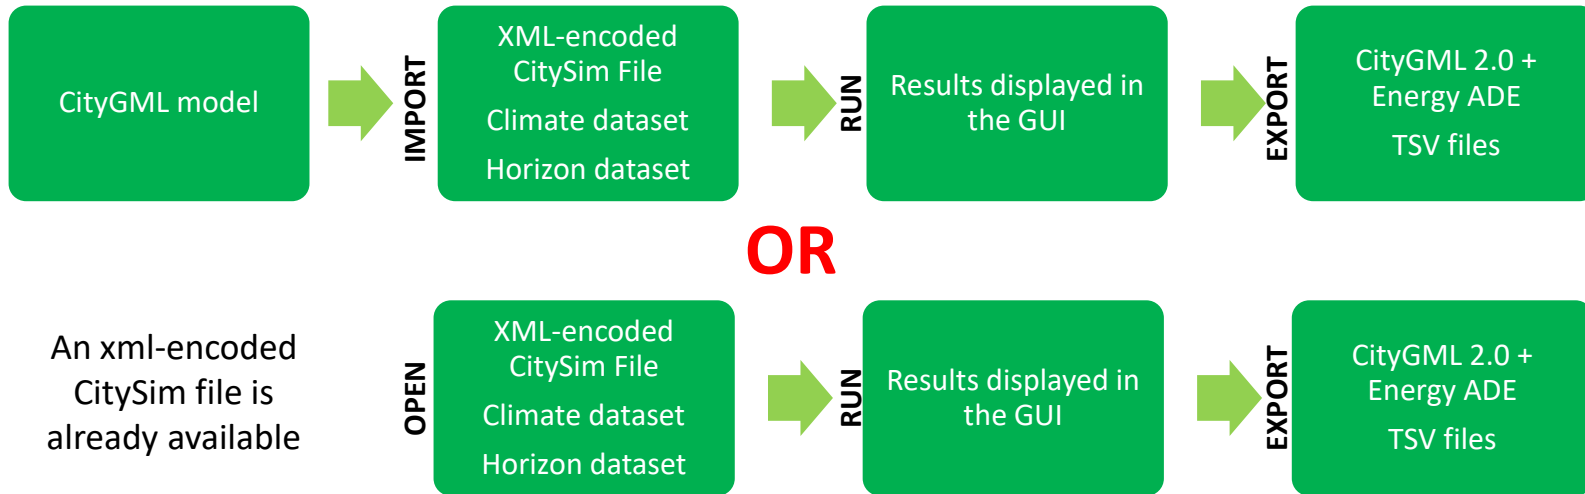 CityGML model
IMPORT
XML-encoded
CitySim File
Climate dataset
Horizon dataset
RUN
Results displayed in
the GUI
EXPORT
CityGML 2.0 +
Energy ADE
TSV files
OR
An xml-encoded
CitySim file is
already available
OPEN
XML-encoded
CitySim File
Climate dataset
Horizon dataset
RUN
Results displayed in
the GUI
EXPORT
CityGML 2.0 +
Energy ADE
TSV files